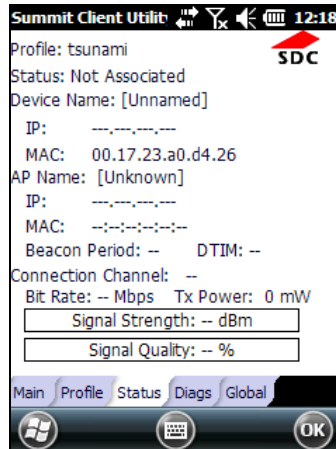 Summit Client Utilit 12:18
Profile: tsunami
SDC
Status: Not Associated
Device Name: [Unnamed]
IP: ---.---.---.---
MAC: 00.17.23.a0.d4.26
AP Name: [Unknown]
IP: ---.---.---.---
MAC: --:--:--:--:--:--
Beacon Period: -- DTIM: --
Connection Channel: --
Bit Rate: -- Mbps Tx Power: 0 mW
Signal Strength: -- dBm
Signal Quality: -- %
Main Profile Status Diags Global
OK